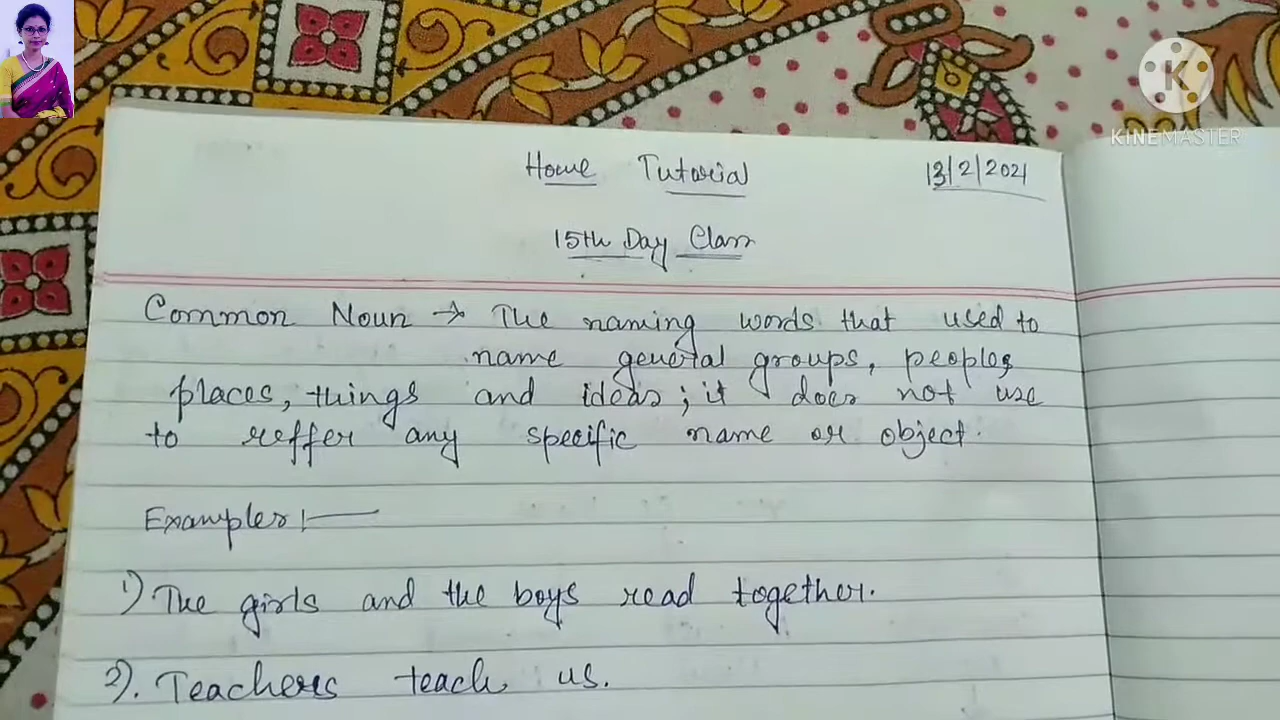 K
KINEMASTER
Home Tutorial
13/2/2021
15th Day Class
Common Noun → The naming words that used to
name general groups, peoples,
places, things and ideas; it does not use
to reffer any specific name or object.
Examples:—
1) The girls and the boys read together.
2). Teachers teach us.